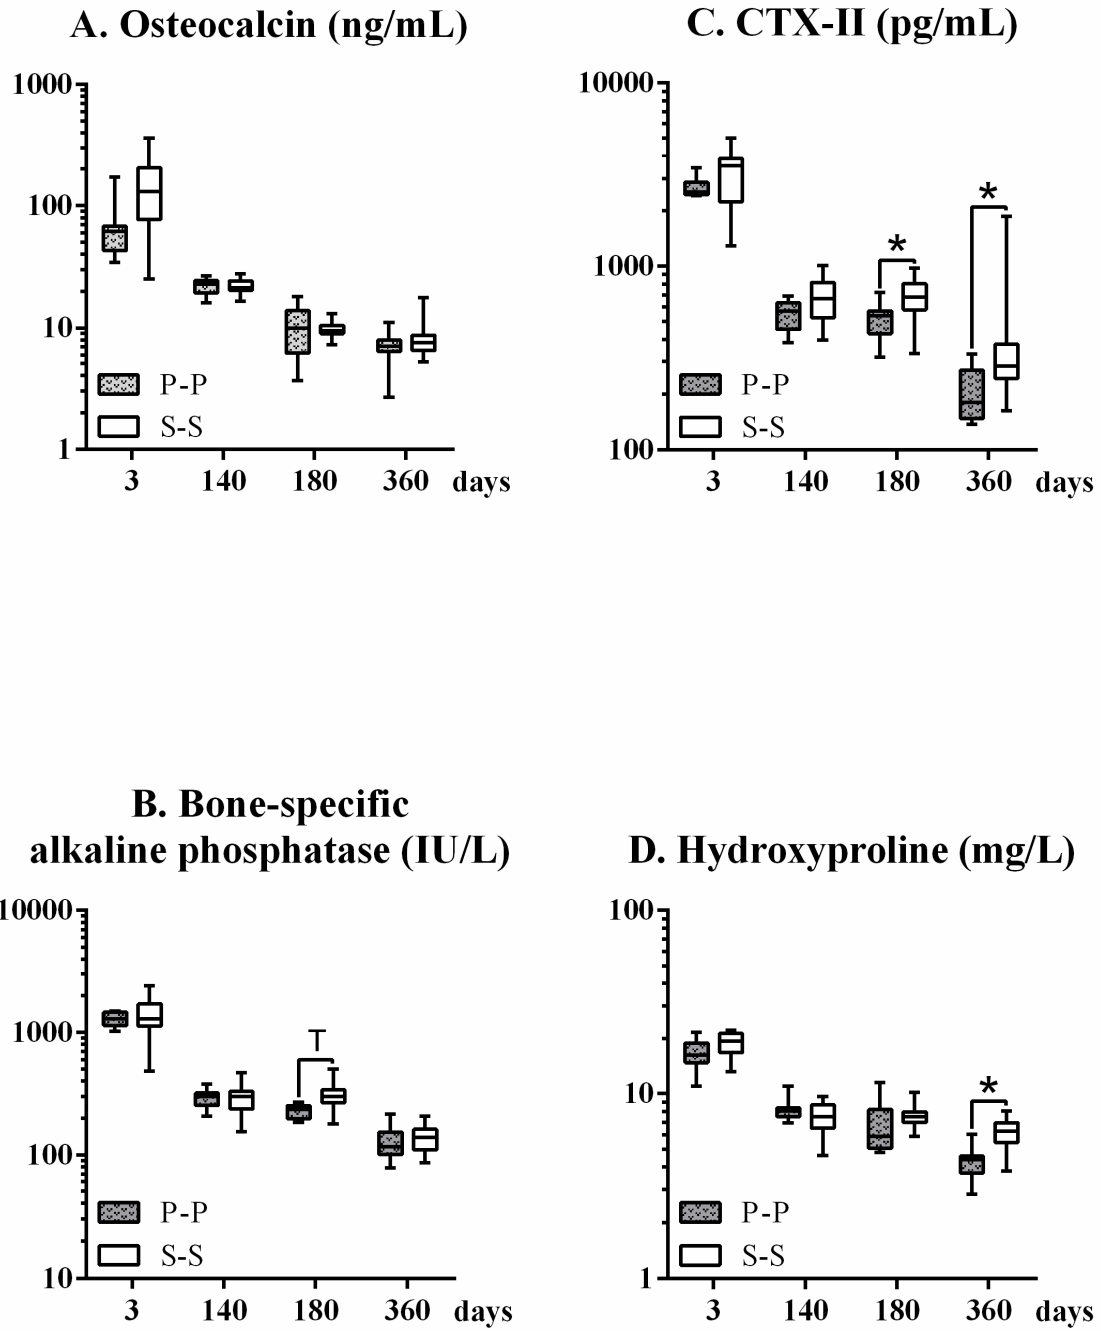 A. Osteocalcin (ng/mL)
1000
100
10
1
P-P
S-S
3 140 180 360 days
C. CTX-II (pg/mL)
10000
1000
100
*
*
P-P
S-S
3 140 180 360 days
B. Bone-specific
alkaline phosphatase (IU/L)
10000
1000
100
10
T
P-P
S-S
3 140 180 360 days
D. Hydroxyproline (mg/L)
100
10
1
*
P-P
S-S
3 140 180 360 days